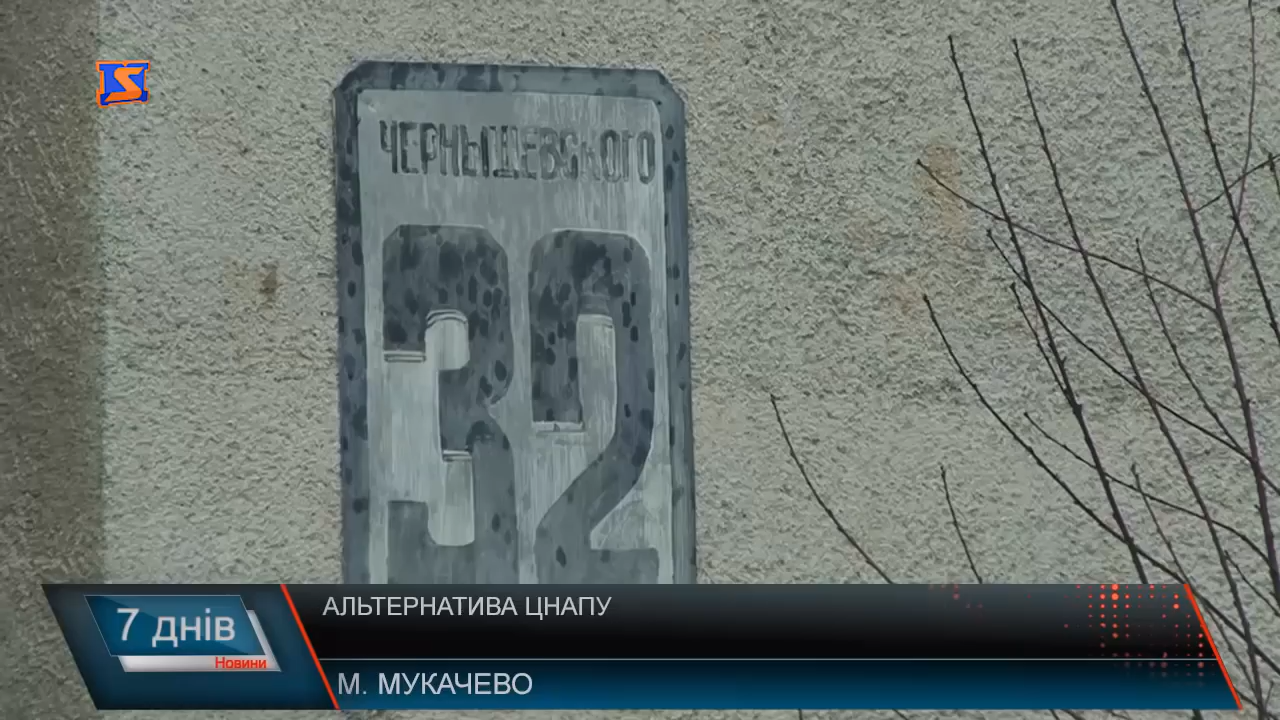 ЧЕРНЫШЕВСКОГО
32
7 днів
Новини
АЛЬТЕРНАТИВА ЦНАПУ
М. МУКАЧЕВО